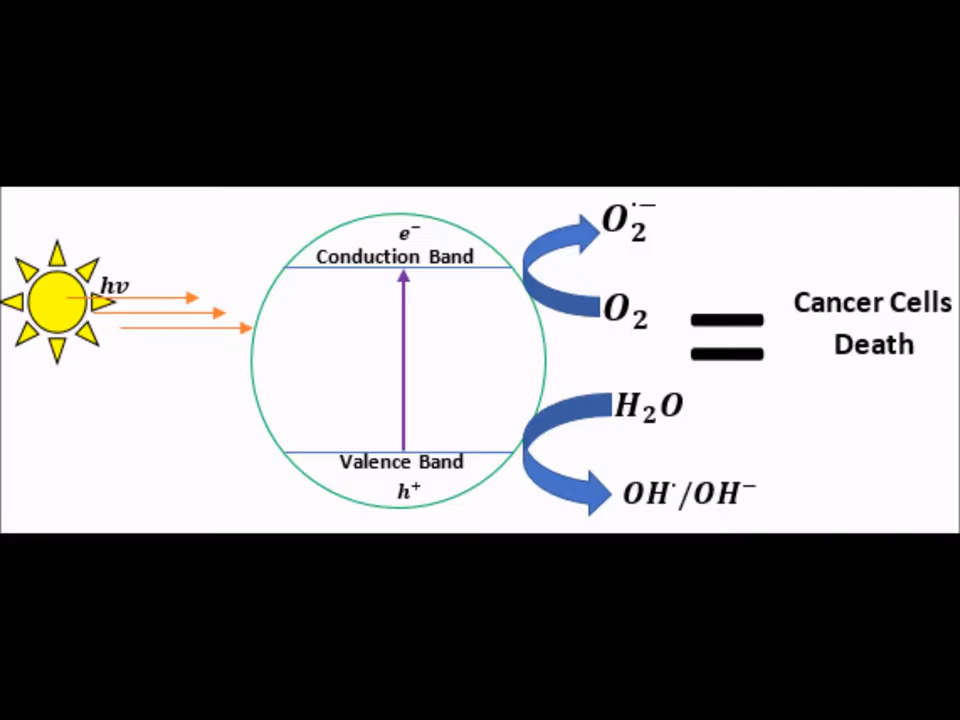 hv
e⁻
Conduction Band
Valence Band
h⁺
O₂˙⁻
O₂
H₂O
OH˙/OH⁻
Cancer Cells
Death